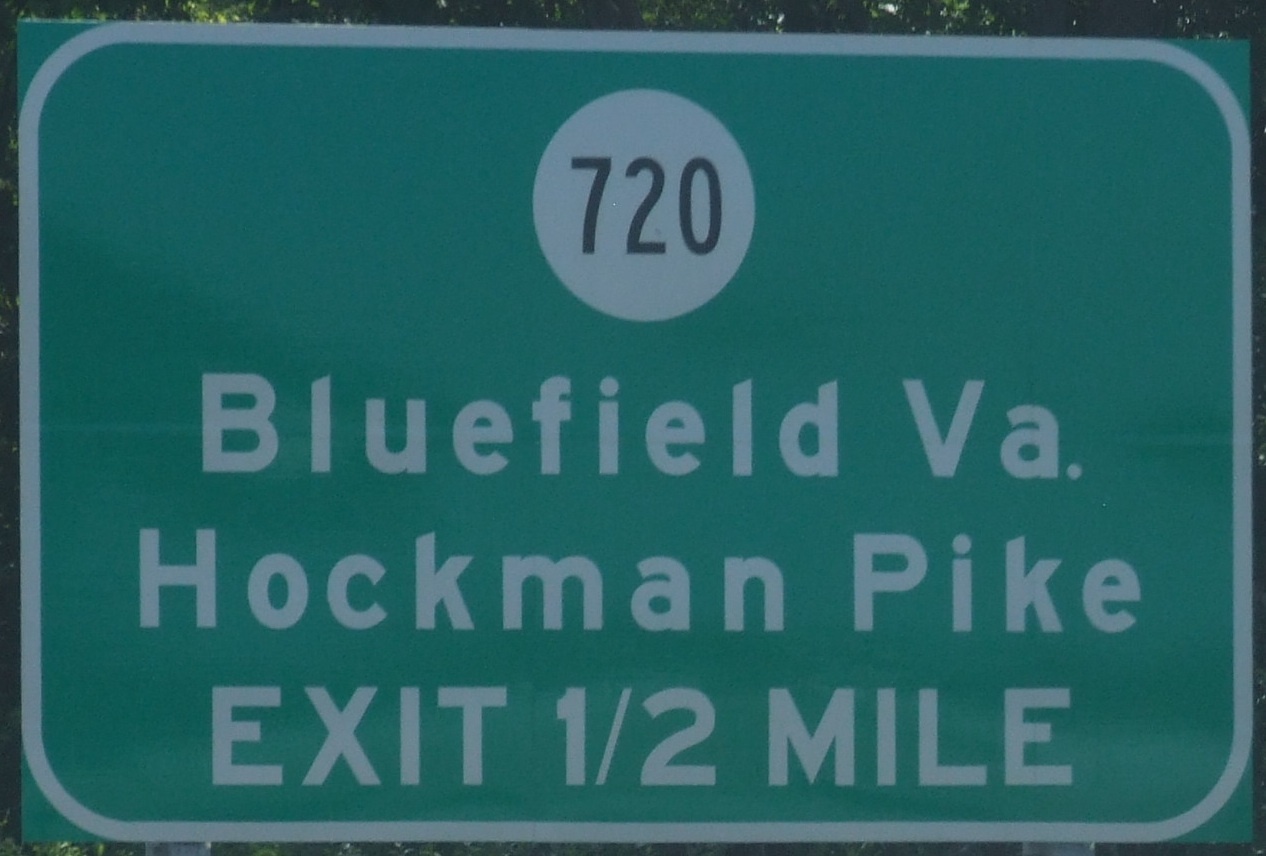 720
Bluefield Va.
Hockman Pike
EXIT 1/2 MILE